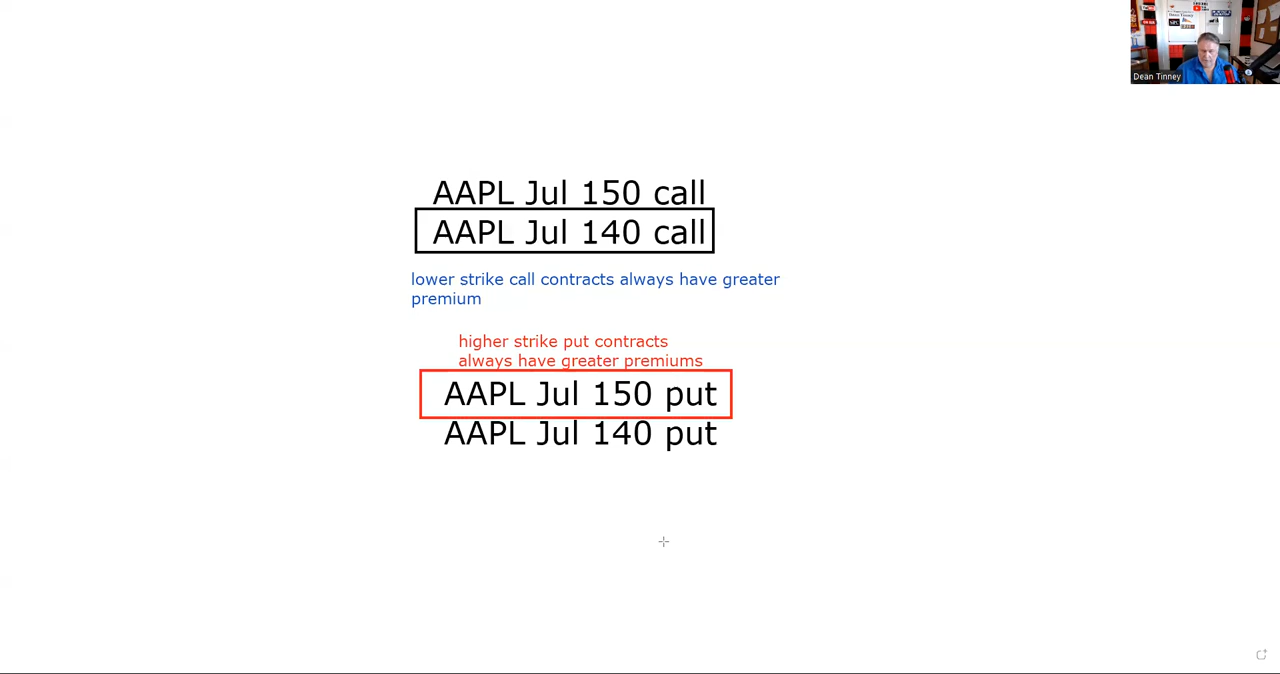 Dean Tinney
AAPL Jul 150 call
AAPL Jul 140 call
lower strike call contracts always have greater
premium
higher strike put contracts
always have greater premiums
AAPL Jul 150 put
AAPL Jul 140 put